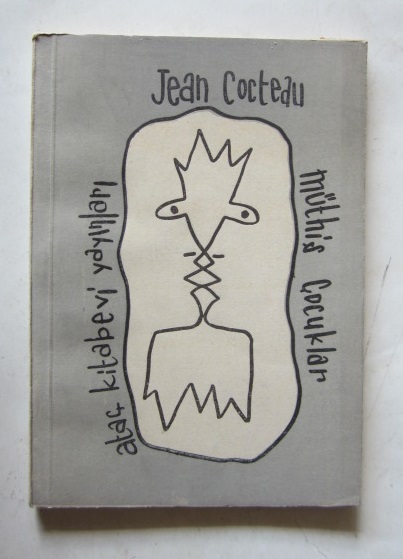 Jean Cocteau
müthiş Çocuklar
ataç kitabevi yayınları